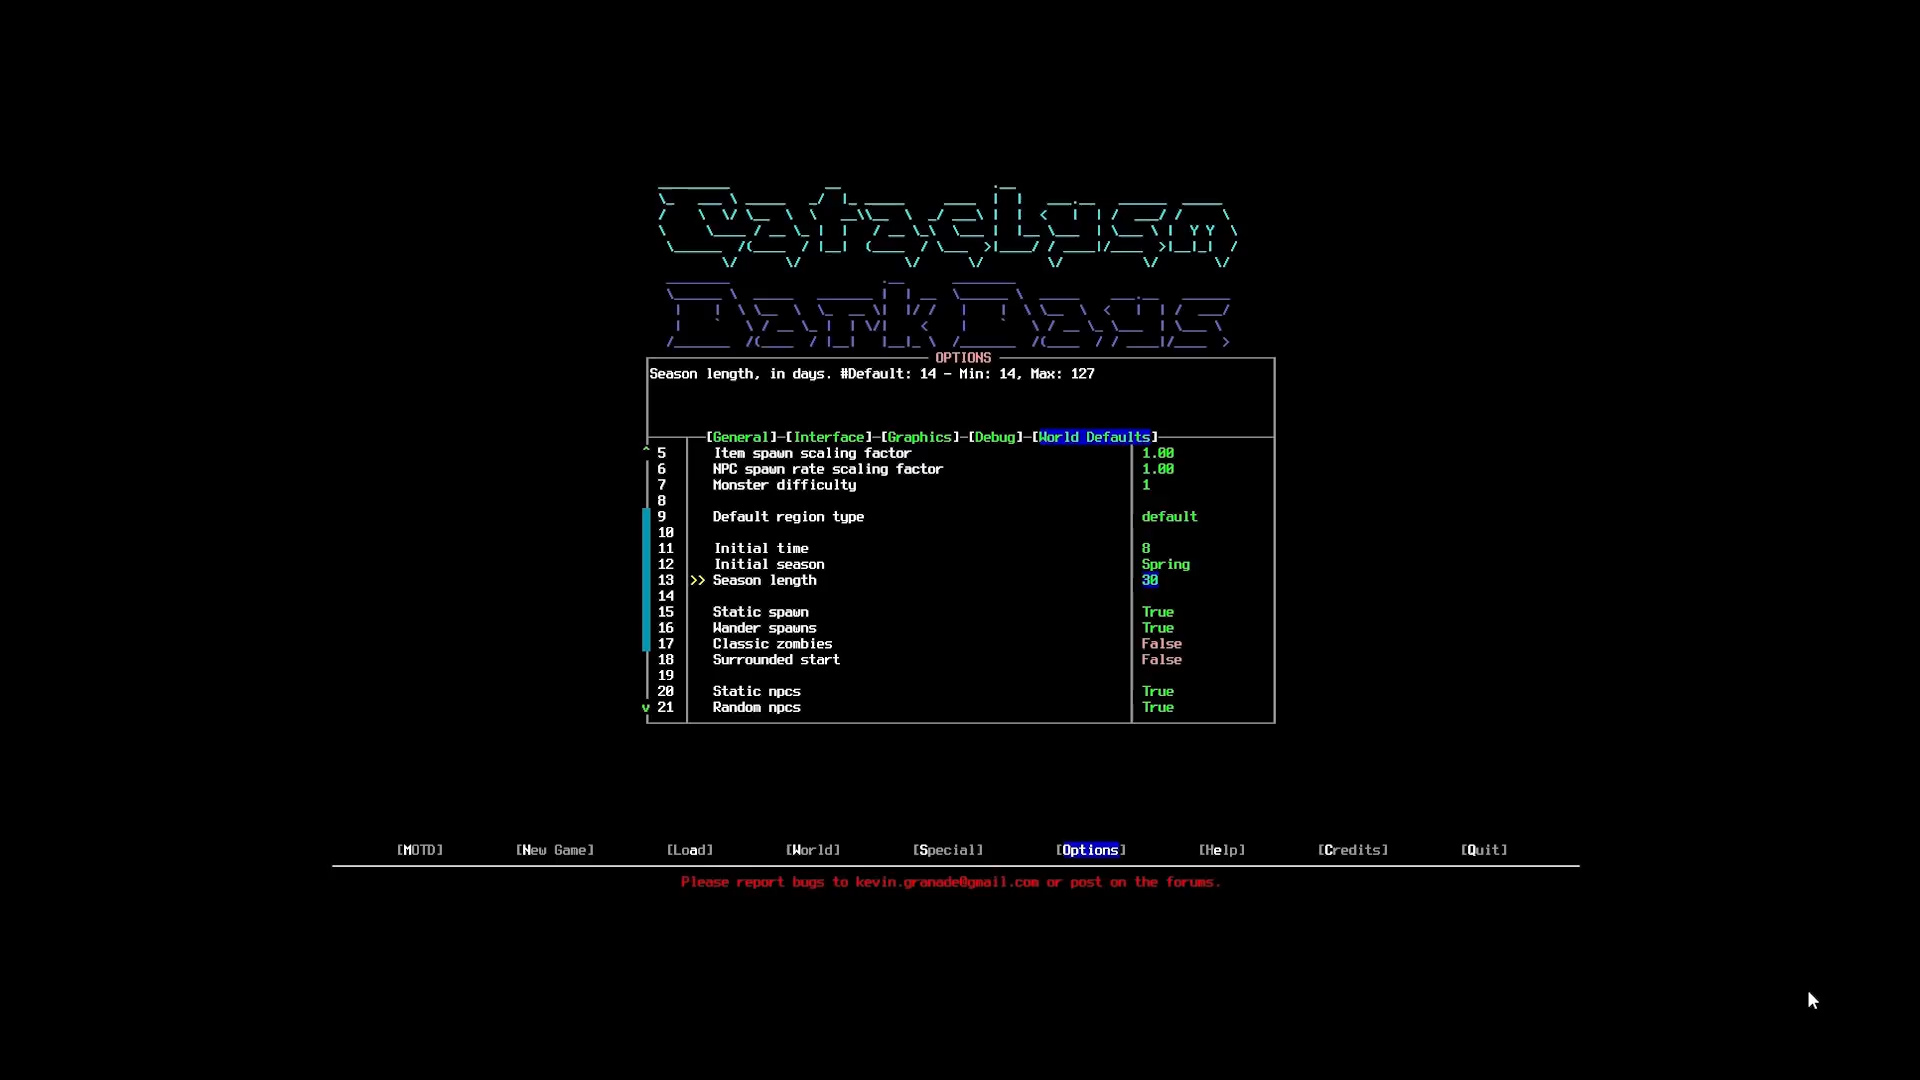 Cataclysm
Dark Days
OPTIONS
Season length, in days. #Default: 14 - Min: 14, Max: 127
[General]-[Interface]-[Graphics]-[Debug]-[World Defaults]
^ 5 Item spawn scaling factor 1.00
6 NPC spawn rate scaling factor 1.00
7 Monster difficulty 1
8
9 Default region type default
10
11 Initial time 8
12 Initial season Spring
13 >> Season length 30
14
15 Static spawn True
16 Wander spawns True
17 Classic zombies False
18 Surrounded start False
19
20 Static npcs True
v 21 Random npcs True
[MOTD] [New Game] [Load] [World] [Special] [Options] [Help] [Credits] [Quit]
Please report bugs to kevin.granade@gmail.com or post on the forums.